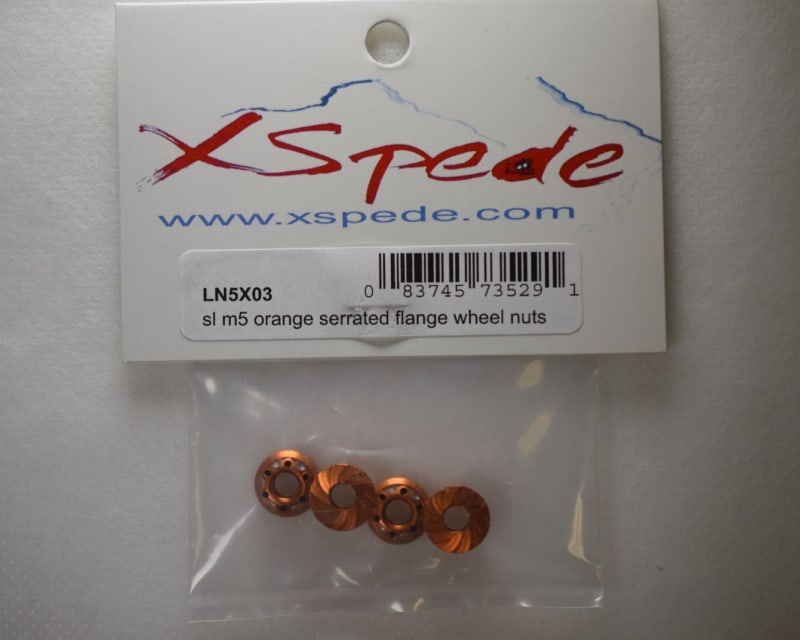 XSpede
www.xspede.com
0 83745 73529 1
LN5X03
sl m5 orange serrated flange wheel nuts